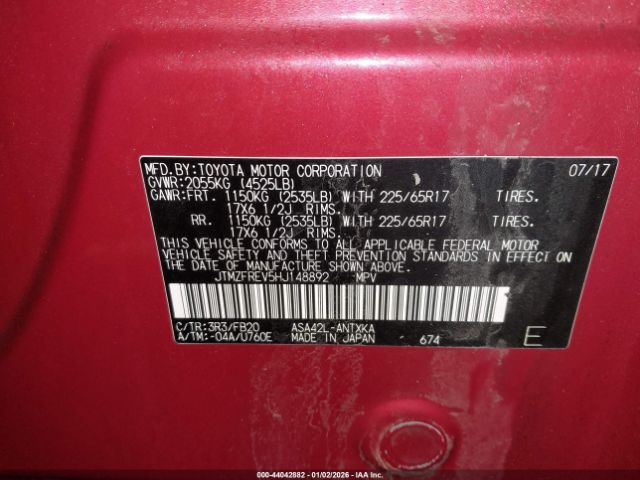 MFD.BY:TOYOTA MOTOR CORPORATION 07/17
GVWR:2055KG (4525LB)
GAWR:FRT. 1150KG (2535LB) WITH 225/65R17 TIRES.
17X6 1/2J RIMS.
RR. 1150KG (2535LB) WITH 225/65R17 TIRES.
17X6 1/2J RIMS.
THIS VEHICLE CONFORMS TO ALL APPLICABLE FEDERAL MOTOR
VEHICLE SAFETY AND THEFT PREVENTION STANDARDS IN EFFECT
ON THE DATE OF MANUFACTURE SHOWN ABOVE.
JTMZFREV5HJ148892 MPV
C/TR:3R3/FB20 ASA42L-ANTXKA
A/TM:-04A/U760E MADE IN JAPAN 674 E
000-44042882 - 01/02/2026 - IAAI.COM